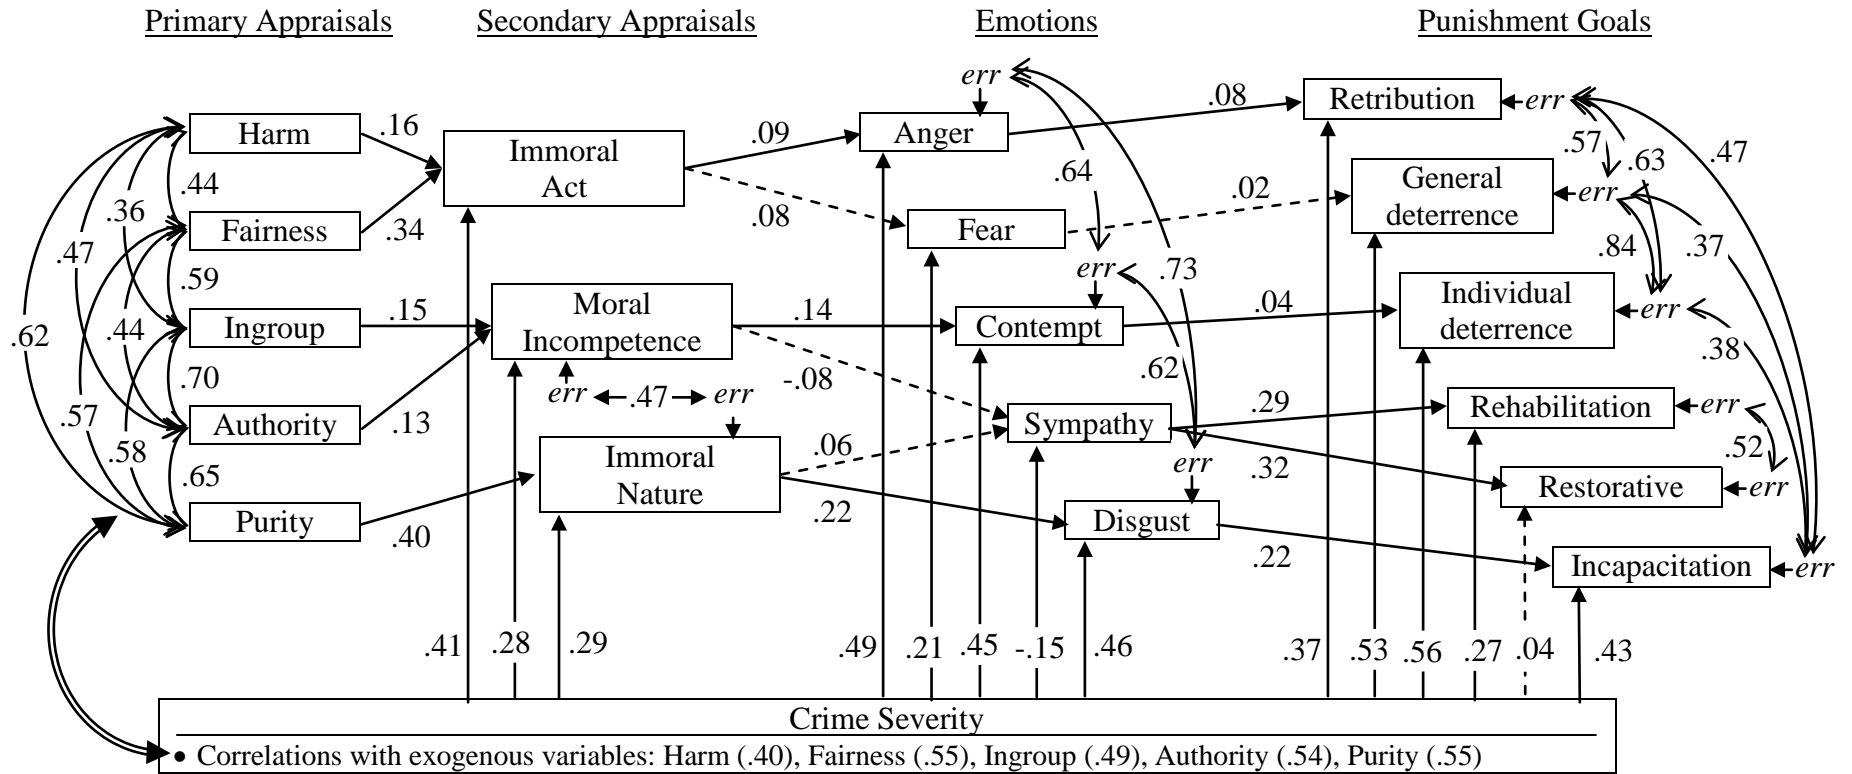 Primary Appraisals Secondary Appraisals Emotions Punishment Goals
err
.08 Retribution err
Harm .16 .09 Anger
Immoral
Act
.57 .63 .47
.64
.44 General
deterrence err
.36 .08 .02
Fairness .34 Fear
.47 .84 .37
.59 err .73
Ingroup .15 Moral
Incompetence .14 Contempt .04 Individual
deterrence err
.62 .44 .38
.70 -.08 .62
err .47 err
.57 Authority .13 Sympathy .29 Rehabilitation err
.58 .06 .52
.65 Immoral
Nature err .32 Restorative err
Purity .40 .22 Disgust
.22 Incapacitation err
.41 .28 .29 .49 .21 .45 -.15 .46 .37 .53 .56 .27 .04 .43
Crime Severity
• Correlations with exogenous variables: Harm (.40), Fairness (.55), Ingroup (.49), Authority (.54), Purity (.55)